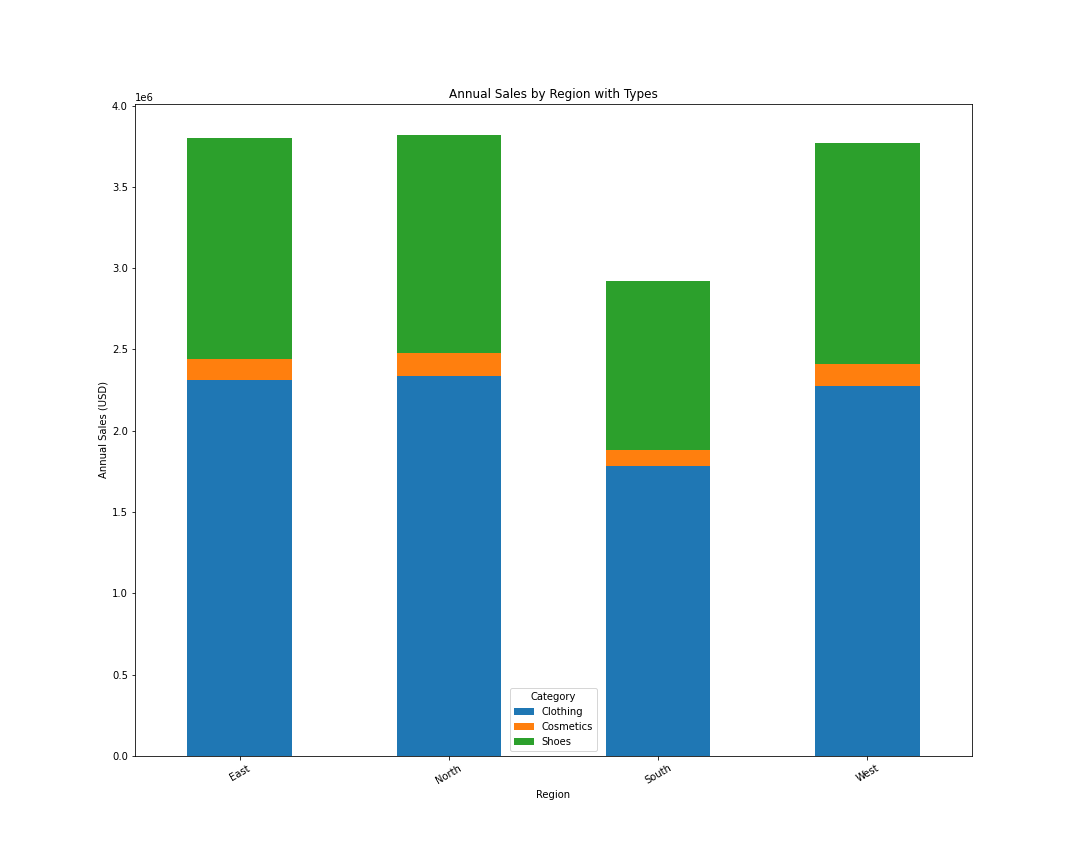 Annual Sales by Region with Types
1e6
4.0
3.5
3.0
2.5
2.0
1.5
1.0
0.5
0.0
Annual Sales (USD)
Category
Clothing
Cosmetics
Shoes
East
North
South
West
Region